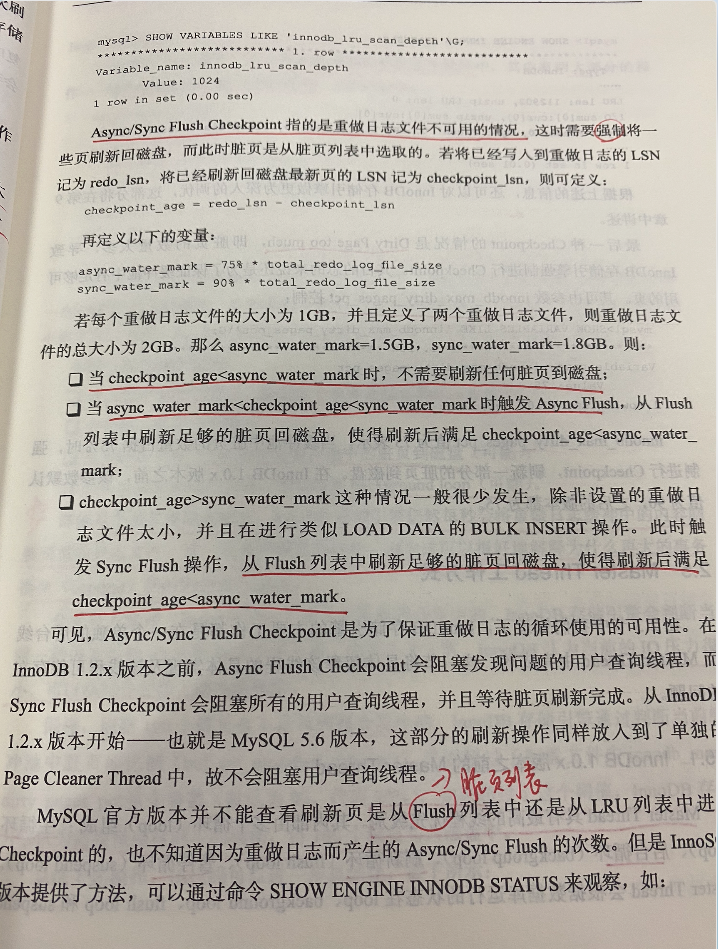 mysql> SHOW VARIABLES LIKE 'innodb_lru_scan_depth'\G;
*************************** 1. row ***************************
Variable_name: innodb_lru_scan_depth
Value: 1024
1 row in set (0.00 sec)
Async/Sync Flush Checkpoint 指的是重做日志文件不可用的情况，这时需要强制将一
些页刷新回磁盘，而此时脏页是从脏页列表中选取的。若将已经写入到重做日志的 LSN
记为 redo_lsn，将已经刷新回磁盘最新页的 LSN 记为 checkpoint_lsn，则可定义：
checkpoint_age = redo_lsn - checkpoint_lsn
再定义以下的变量：
async_water_mark = 75% * total_redo_log_file_size
sync_water_mark = 90% * total_redo_log_file_size
若每个重做日志文件的大小为 1GB，并且定义了两个重做日志文件，则重做日志文
件的总大小为 2GB。那么 async_water_mark=1.5GB，sync_water_mark=1.8GB。则：
❑ 当 checkpoint_age<async_water_mark 时，不需要刷新任何脏页到磁盘；
❑ 当 async_water_mark<checkpoint_age<sync_water_mark 时触发 Async Flush，从 Flush
列表中刷新足够的脏页回磁盘，使得刷新后满足 checkpoint_age<async_water_
mark；
❑ checkpoint_age>sync_water_mark 这种情况一般很少发生，除非设置的重做日
志文件太小，并且在进行类似 LOAD DATA 的 BULK INSERT 操作。此时触
发 Sync Flush 操作，从 Flush 列表中刷新足够的脏页回磁盘，使得刷新后满足
checkpoint_age<async_water_mark。
可见，Async/Sync Flush Checkpoint 是为了保证重做日志的循环使用的可用性。在
InnoDB 1.2.x 版本之前，Async Flush Checkpoint 会阻塞发现问题的用户查询线程，而
Sync Flush Checkpoint 会阻塞所有的用户查询线程，并且等待脏页刷新完成。从 InnoDB
1.2.x 版本开始——也就是 MySQL 5.6 版本，这部分的刷新操作同样放入到了单独的
Page Cleaner Thread 中，故不会阻塞用户查询线程。
→ 脏页列表
MySQL 官方版本并不能查看刷新页是从 Flush 列表中还是从 LRU 列表中进
Checkpoint 的，也不知道因为重做日志而产生的 Async/Sync Flush 的次数。但是 InnoS
版本提供了方法，可以通过命令 SHOW ENGINE INNODB STATUS 来观察，如：